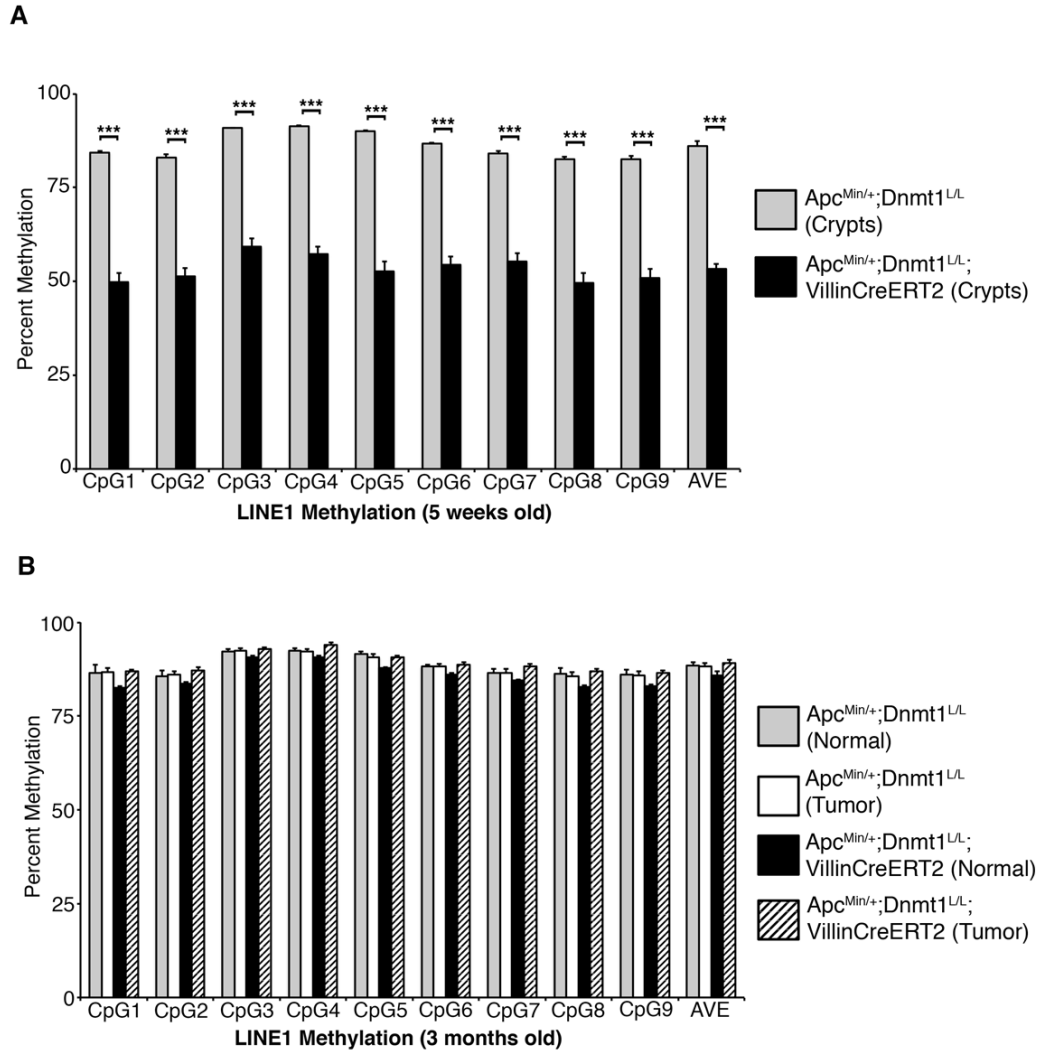 A
Percent Methylation
100
75
50
25
0
*** *** *** *** *** *** *** *** *** ***
CpG1 CpG2 CpG3 CpG4 CpG5 CpG6 CpG7 CpG8 CpG9 AVE
LINE1 Methylation (5 weeks old)
Apc^Min/+;Dnmt1^L/L
(Crypts)
Apc^Min/+;Dnmt1^L/L;
VillinCreERT2 (Crypts)
B
Percent Methylation
100
75
50
25
0
CpG1 CpG2 CpG3 CpG4 CpG5 CpG6 CpG7 CpG8 CpG9 AVE
LINE1 Methylation (3 months old)
Apc^Min/+;Dnmt1^L/L
(Normal)
Apc^Min/+;Dnmt1^L/L
(Tumor)
Apc^Min/+;Dnmt1^L/L;
VillinCreERT2 (Normal)
Apc^Min/+;Dnmt1^L/L;
VillinCreERT2 (Tumor)